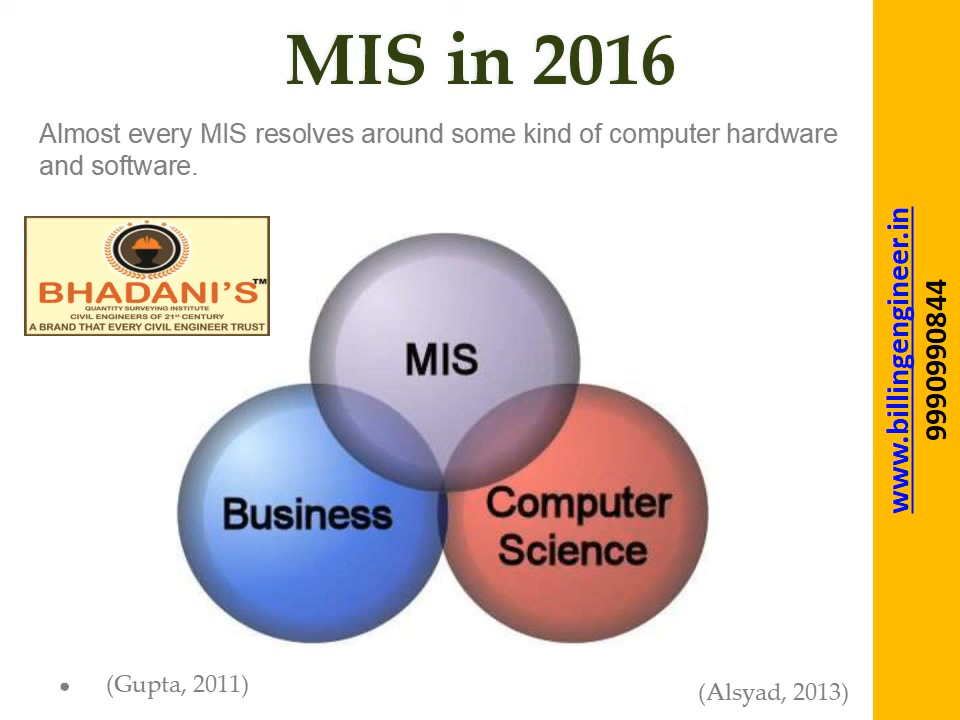 MIS in 2016
Almost every MIS resolves around some kind of computer hardware
and software.
BHADANI'S™
QUANTITY SURVEYING INSTITUTE
CIVIL ENGINEERS OF 21ST CENTURY
A BRAND THAT EVERY CIVIL ENGINEER TRUST
MIS
Business
Computer
Science
• (Gupta, 2011)
(Alsyad, 2013)
www.billingengineer.in
9990990844